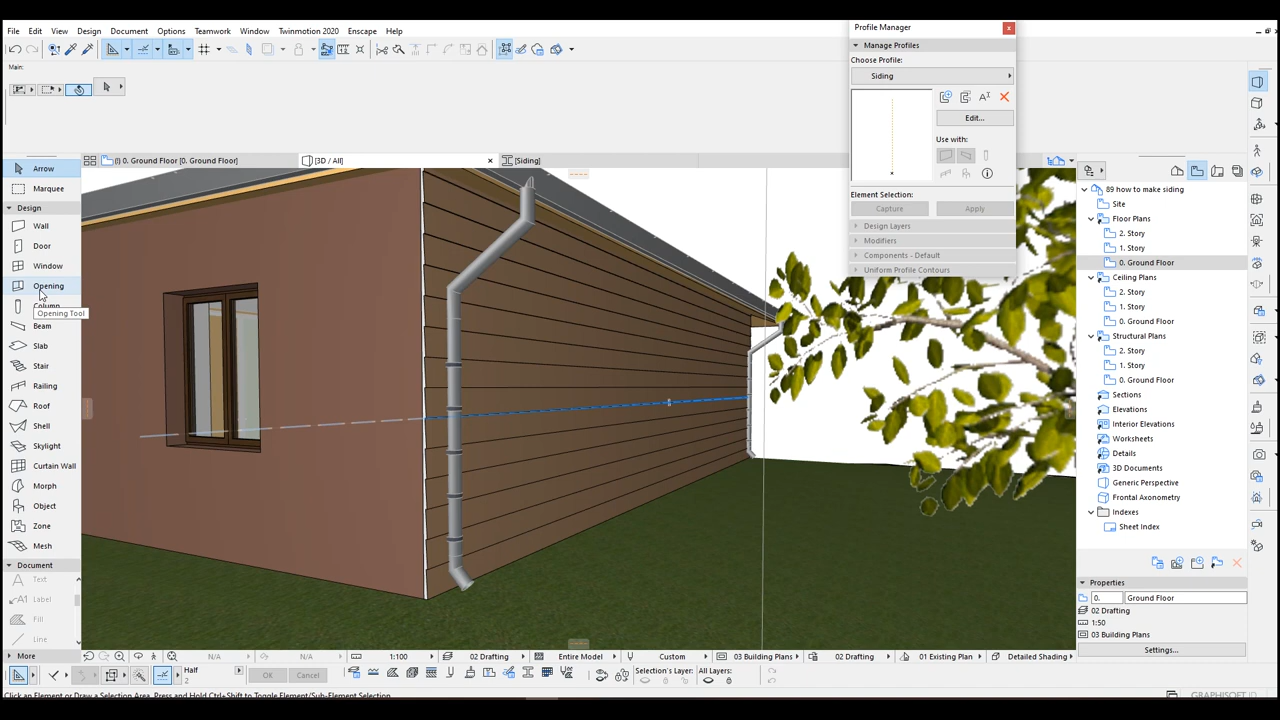 Profile Manager
File Edit View Design Document Options Teamwork Window Twinmotion 2020 Enscape Help
Manage Profiles
Choose Profile:
Siding
Main:
Edit...
Use with:
Element Selection:
Capture Apply
Design Layers
Modifiers
Components - Default
Uniform Profile Contours
(!) 0. Ground Floor [0. Ground Floor] [3D / All] [Siding]
Arrow
Marquee
Design
Wall
Door
Window
Opening
Column
Opening Tool
Beam
Slab
Stair
Railing
Roof
Shell
Skylight
Curtain Wall
Morph
Object
Zone
Mesh
Document
Text
Label
Fill
Line
More
89 how to make siding
Site
Floor Plans
2. Story
1. Story
0. Ground Floor
Ceiling Plans
2. Story
1. Story
0. Ground Floor
Structural Plans
2. Story
1. Story
0. Ground Floor
Sections
Elevations
Interior Elevations
Worksheets
Details
3D Documents
Generic Perspective
Frontal Axonometry
Indexes
Sheet Index
Properties
0. Ground Floor
02 Drafting
1:50
03 Building Plans
Settings...
N/A N/A 1:100 02 Drafting Entire Model Custom 03 Building Plans 02 Drafting 01 Existing Plan Detailed Shading
Half
2
OK Cancel
Selection's Layer: All Layers:
Click an Element or Draw a Selection Area. Press and Hold Ctrl+Shift to Toggle Element/Sub-Element Selection.
GRAPHISOFT ID